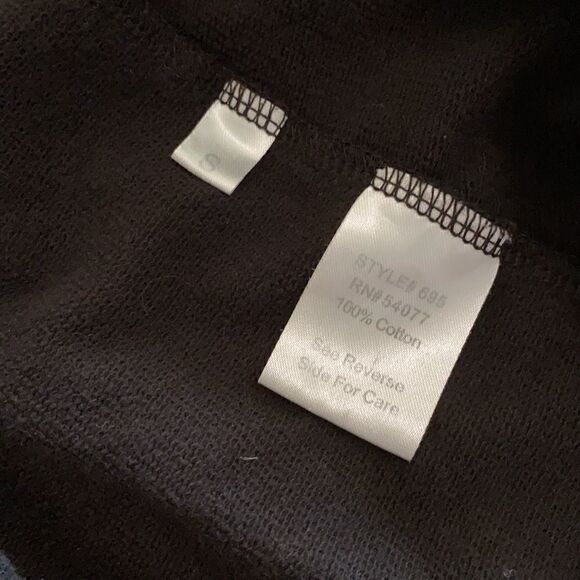 S
STYLE# 695
RN# 54077
100% Cotton
See Reverse
Side For Care